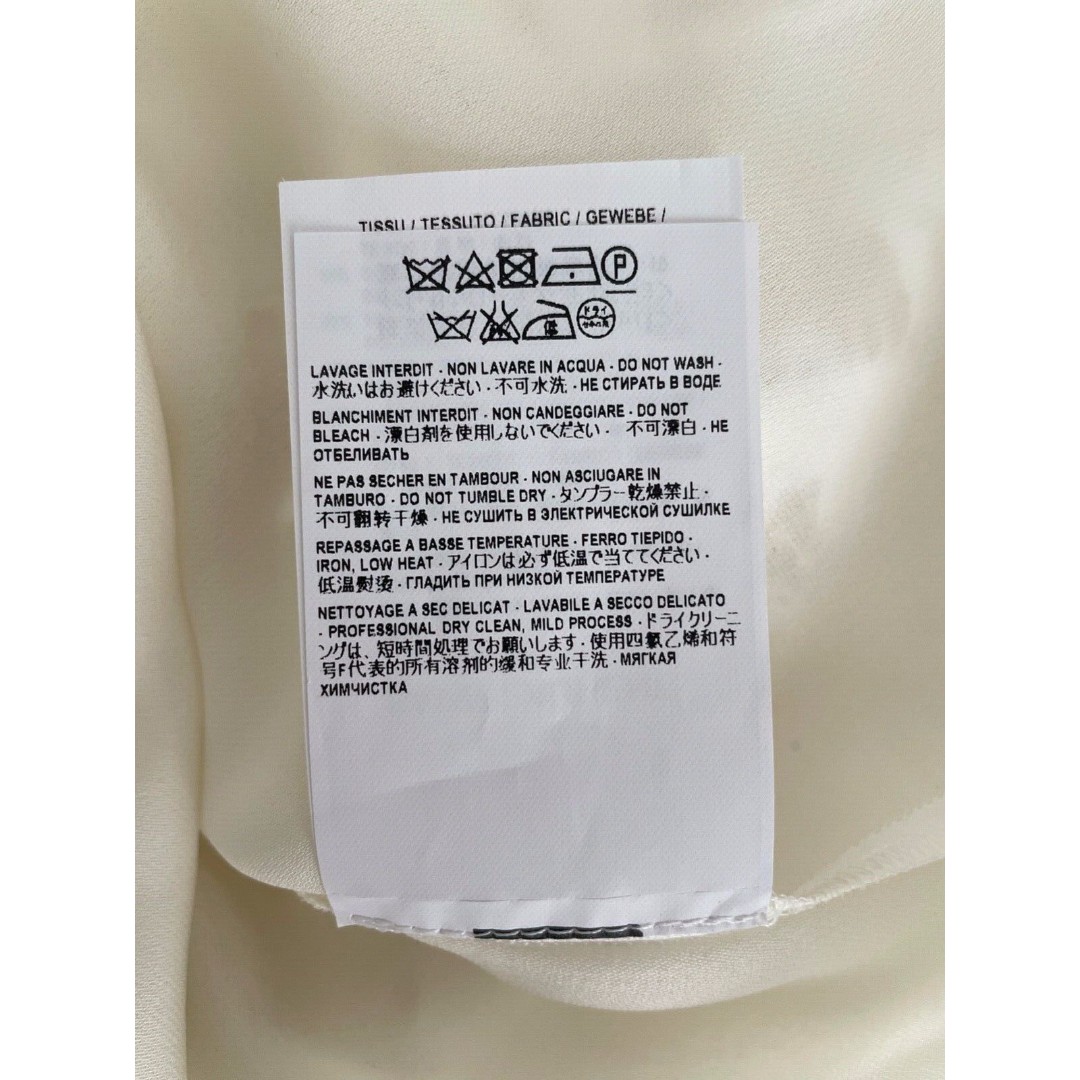 TISSU / TESSUTO / FABRIC / GEWEBE /
P
低
ドライ
LAVAGE INTERDIT - NON LAVARE IN ACQUA - DO NOT WASH -
水洗いはお避けください - 不可水洗 - НЕ СТИРАТЬ В ВОДЕ
BLANCHIMENT INTERDIT - NON CANDEGGIARE - DO NOT
BLEACH - 漂白剤を使用しないでください - 不可漂白 - НЕ
ОТБЕЛИВАТЬ
NE PAS SECHER EN TAMBOUR - NON ASCIUGARE IN
TAMBURO - DO NOT TUMBLE DRY - タンブラー乾燥禁止 -
不可翻转干燥 - НЕ СУШИТЬ В ЭЛЕКТРИЧЕСКОЙ СУШИЛКЕ
REPASSAGE A BASSE TEMPERATURE - FERRO TIEPIDO -
IRON, LOW HEAT - アイロンは必ず低温で当ててください -
低温熨烫 - ГЛАДИТЬ ПРИ НИЗКОЙ ТЕМПЕРАТУРЕ
NETTOYAGE A SEC DELICAT - LAVABILE A SECCO DELICATO
- PROFESSIONAL DRY CLEAN, MILD PROCESS - ドライクリーニ
ングは、短時間処理でお願いします - 使用四氯乙烯和符
号F代表的所有溶剂的缓和专业干洗 - МЯГКАЯ
ХИМЧИСТКА